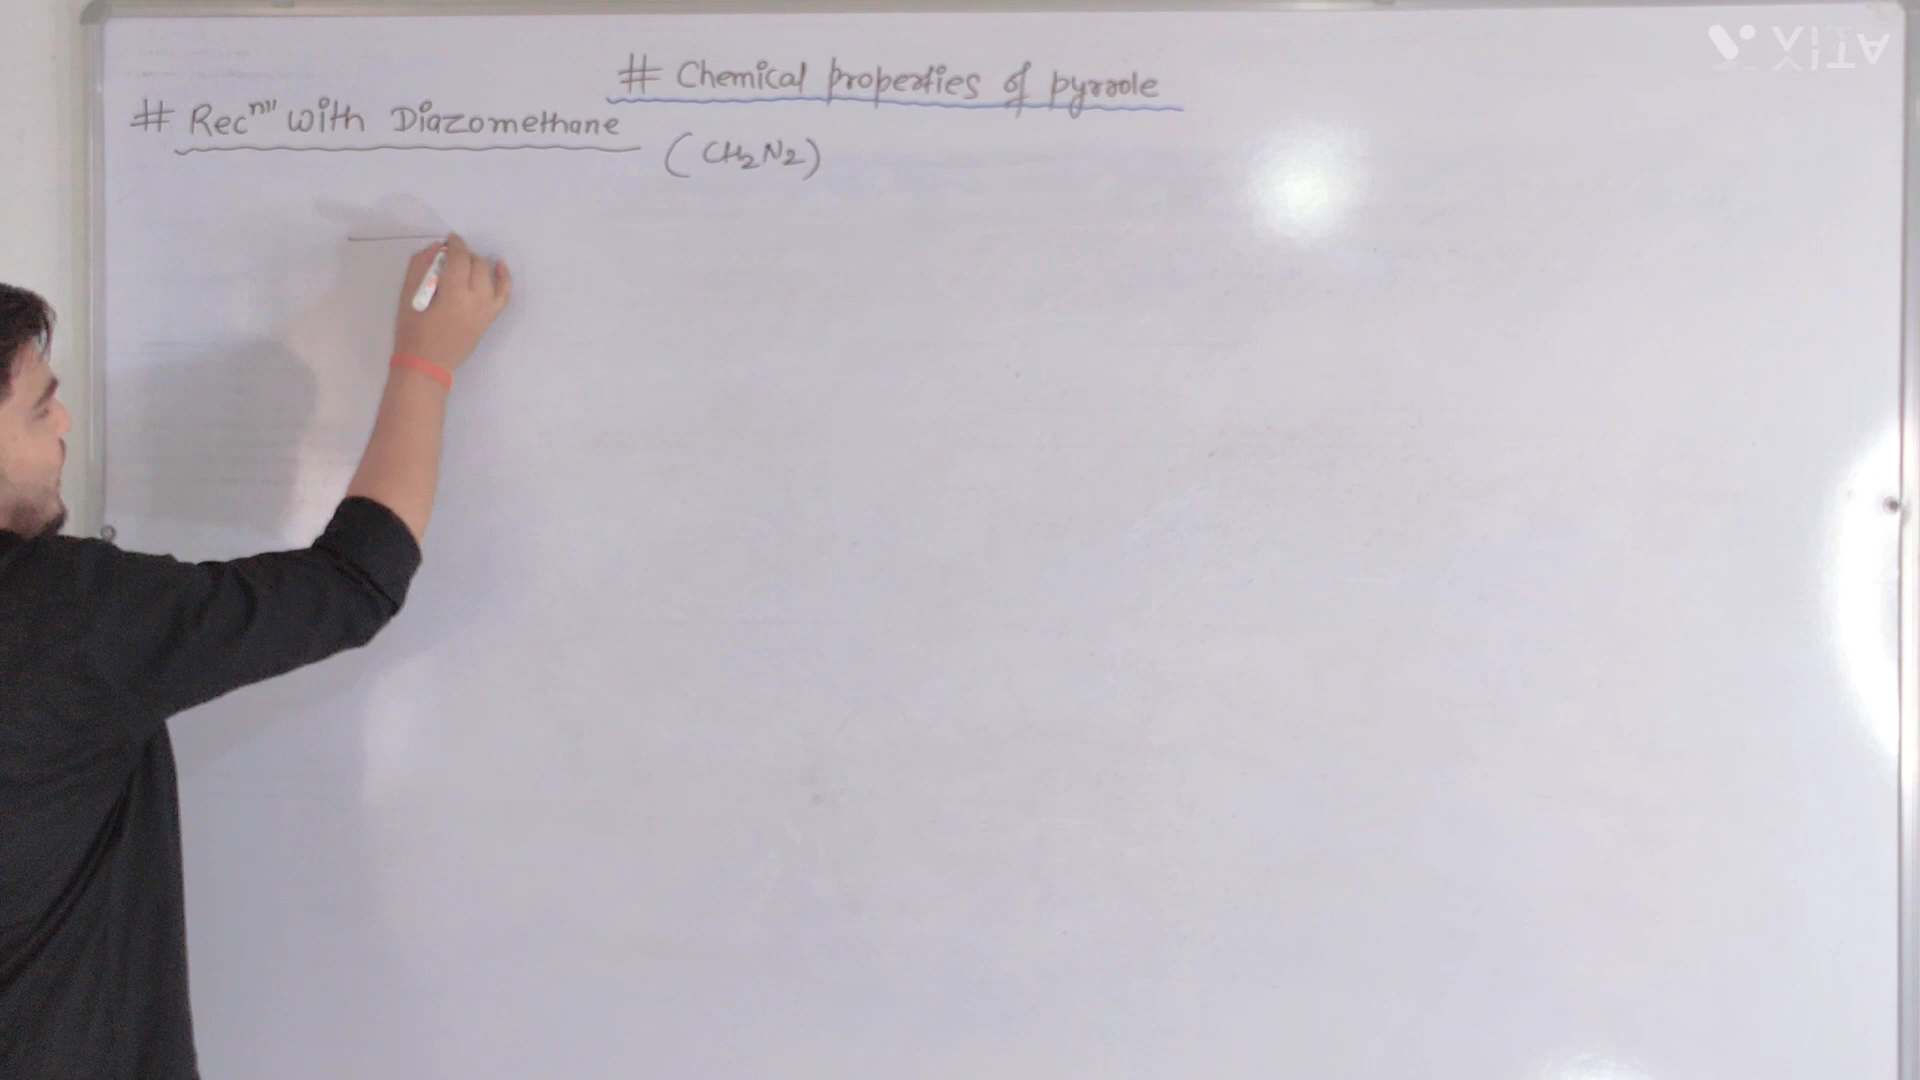 # Chemical properties of pyrrole
# Recⁿ" with Diazomethane
(CH₂N₂)